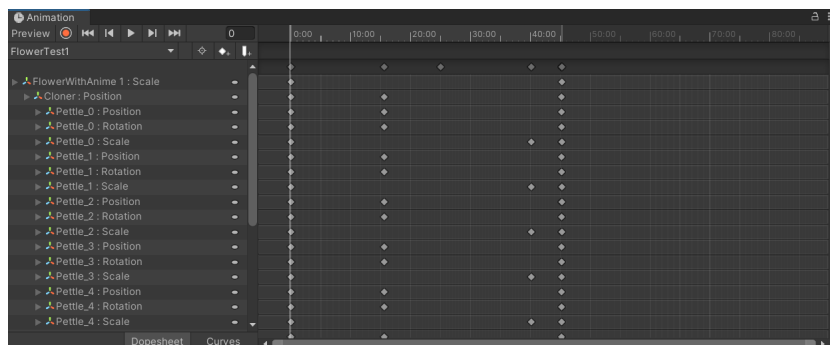 Animation
Preview 0 0:00 10:00 20:00 30:00 40:00 50:00 60:00 70:00 80:00
FlowerTest1
FlowerWithAnime 1 : Scale
Cloner : Position
Pettle_0 : Position
Pettle_0 : Rotation
Pettle_0 : Scale
Pettle_1 : Position
Pettle_1 : Rotation
Pettle_1 : Scale
Pettle_2 : Position
Pettle_2 : Rotation
Pettle_2 : Scale
Pettle_3 : Position
Pettle_3 : Rotation
Pettle_3 : Scale
Pettle_4 : Position
Pettle_4 : Rotation
Pettle_4 : Scale
Dopesheet Curves